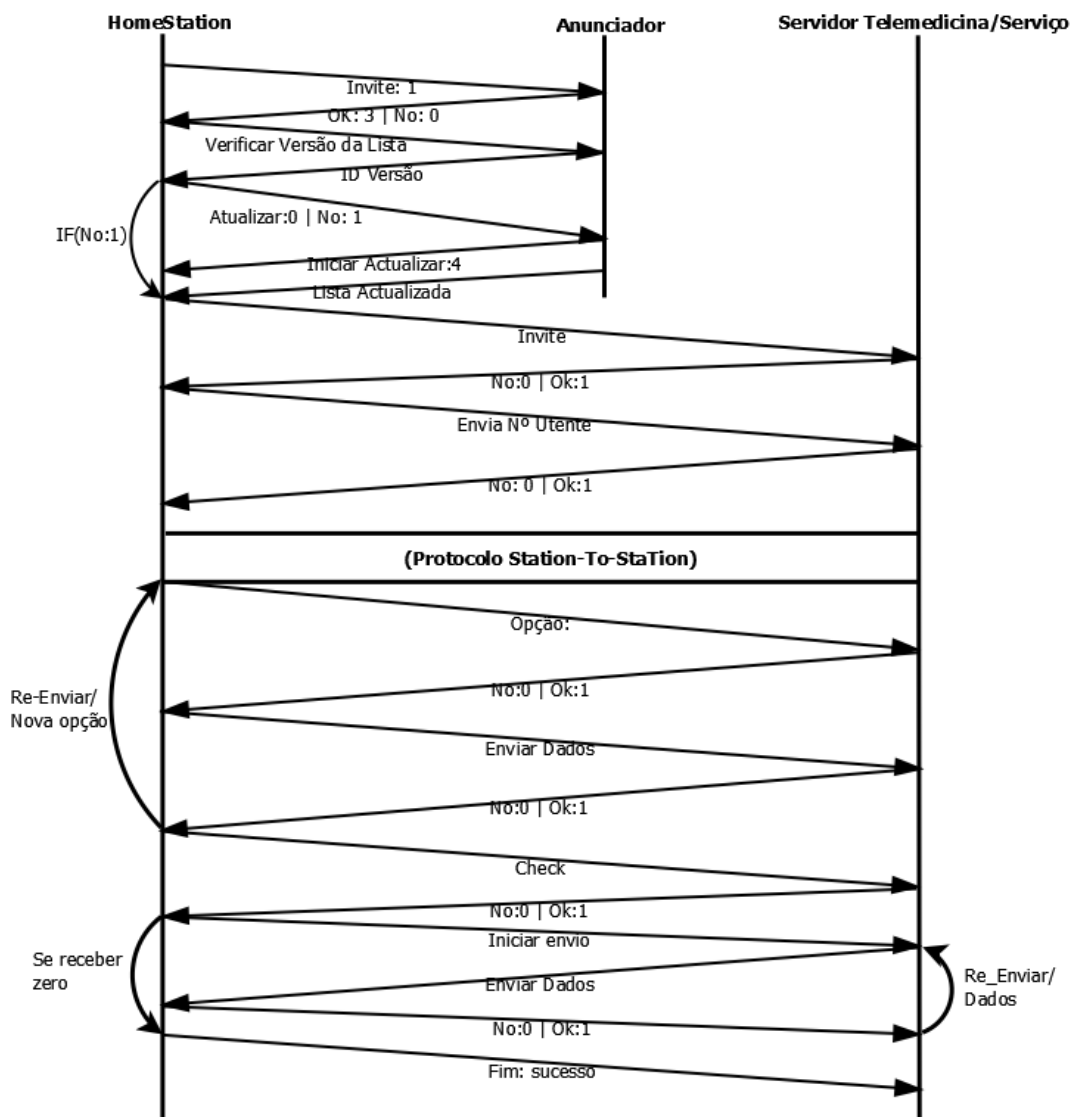 HomeStation
Anunciador
Servidor Telemedicina/Serviço
Invite: 1
Ok: 3 | No: 0
Verificar Versão da Lista
ID Versão
Atualizar:0 | No: 1
IF(No:1)
Iniciar Actualizar:4
Lista Actualizada
Invite
No:0 | Ok:1
Envia Nº Utente
No: 0 | Ok:1
(Protocolo Station-To-StaTion)
Opção:
No:0 | Ok:1
Re-Enviar/
Nova opção
Enviar Dados
No:0 | Ok:1
Check
No:0 | Ok:1
Iniciar envio
Se receber
zero
Enviar Dados
Re_Enviar/
Dados
No:0 | Ok:1
Fim: sucesso